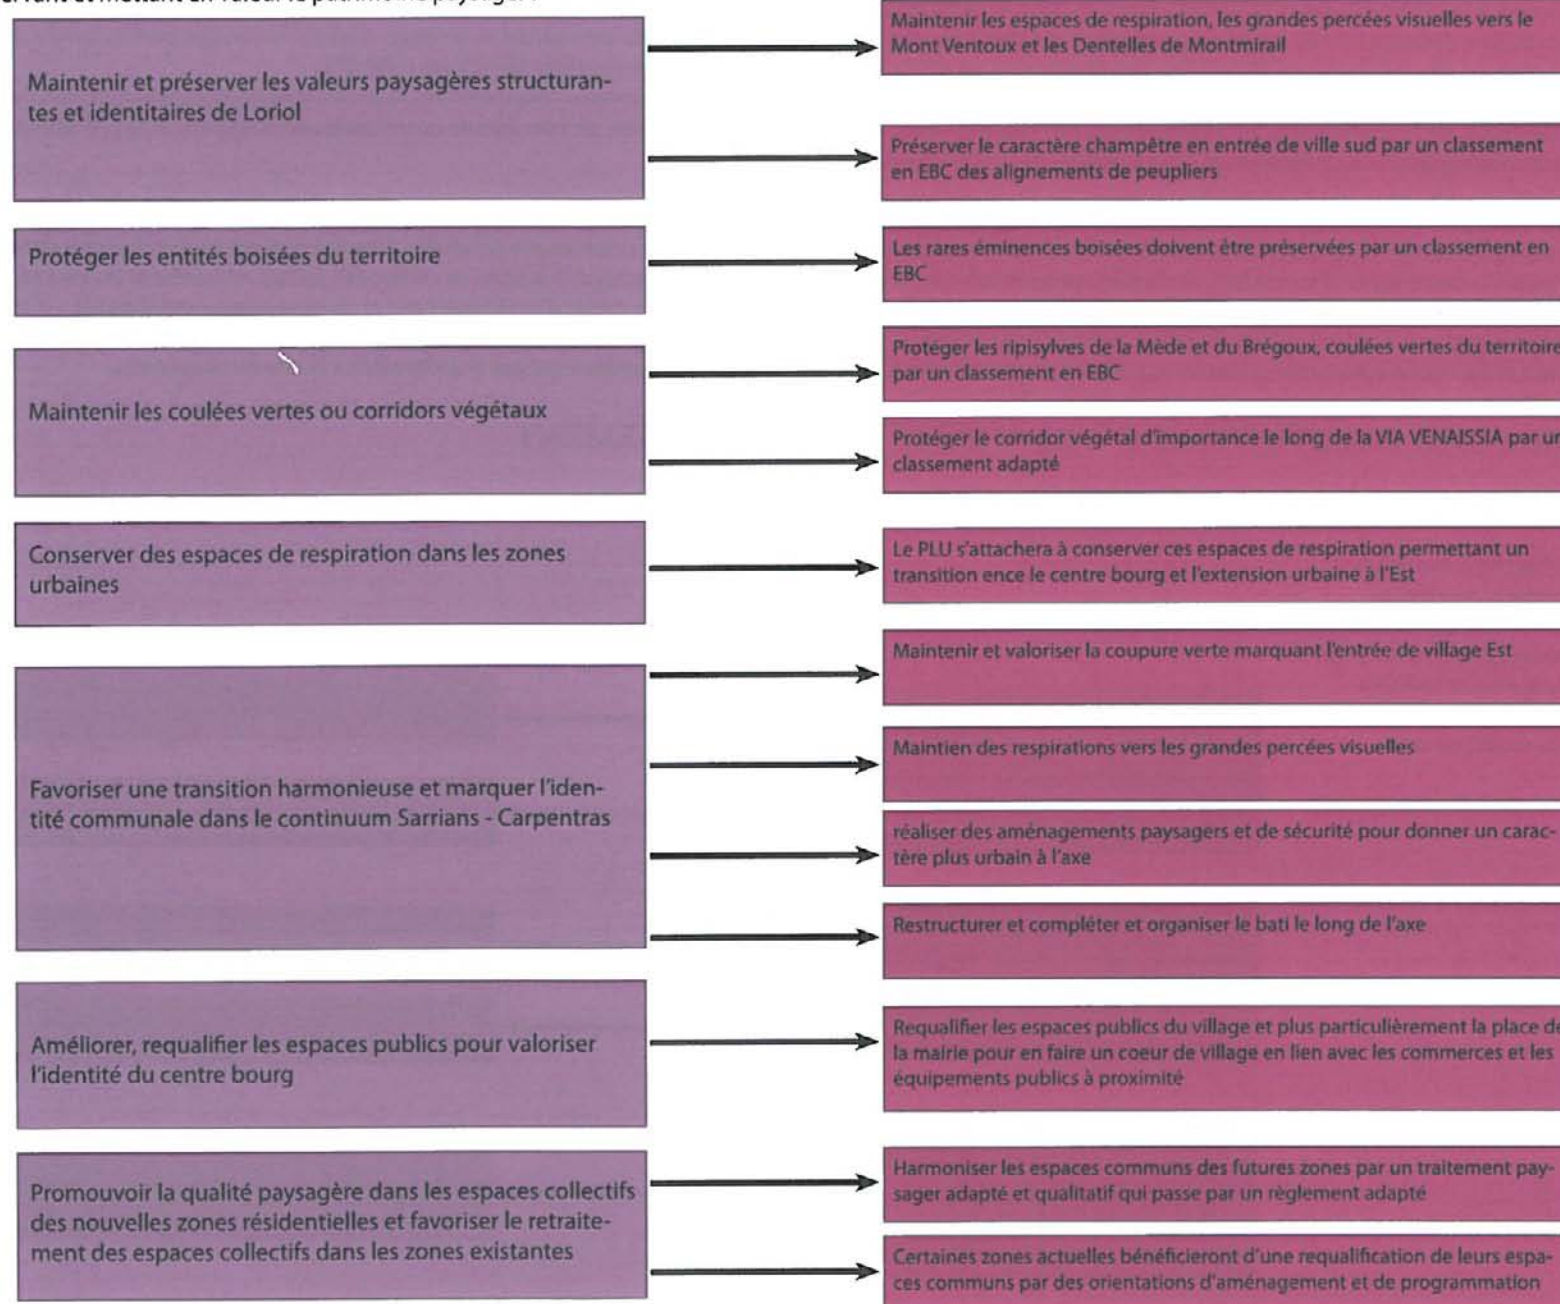 Maintenir et préserver les valeurs paysagères structuran-
tes et identitaires de Loriol
Maintenir les espaces de respiration, les grandes percées visuelles vers le
Mont Ventoux et les Dentelles de Montmirail
Préserver le caractère champêtre en entrée de ville sud par un classement
en EBC des alignements de peupliers
Protéger les entités boisées du territoire
Les rares éminences boisées doivent être préservées par un classement en
EBC
Maintenir les coulées vertes ou corridors végétaux
Protéger les ripisylves de la Mède et du Brégoux, coulées vertes du territoire
par un classement en EBC
Protéger le corridor végétal d'importance le long de la VIA VENAISSIA par un
classement adapté
Conserver des espaces de respiration dans les zones
urbaines
Le PLU s'attachera à conserver ces espaces de respiration permettant un
transition ence le centre bourg et l'extension urbaine à l'Est
Favoriser une transition harmonieuse et marquer l'iden-
tité communale dans le continuum Sarrians - Carpentras
Maintenir et valoriser la coupure verte marquant l'entrée de village Est
Maintien des respirations vers les grandes percées visuelles
réaliser des aménagements paysagers et de sécurité pour donner un carac-
tère plus urbain à l'axe
Restructurer et compléter et organiser le bati le long de l'axe
Améliorer, requalifier les espaces publics pour valoriser
l'identité du centre bourg
Requalifier les espaces publics du village et plus particulièrement la place de
la mairie pour en faire un coeur de village en lien avec les commerces et les
équipements publics à proximité
Promouvoir la qualité paysagère dans les espaces collectifs
des nouvelles zones résidentielles et favoriser le retraite-
ment des espaces collectifs dans les zones existantes
Harmoniser les espaces communs des futures zones par un traitement pay-
sager adapté et qualitatif qui passe par un règlement adapté
Certaines zones actuelles bénéficieront d'une requalification de leurs espa-
ces communs par des orientations d'aménagement et de programmation